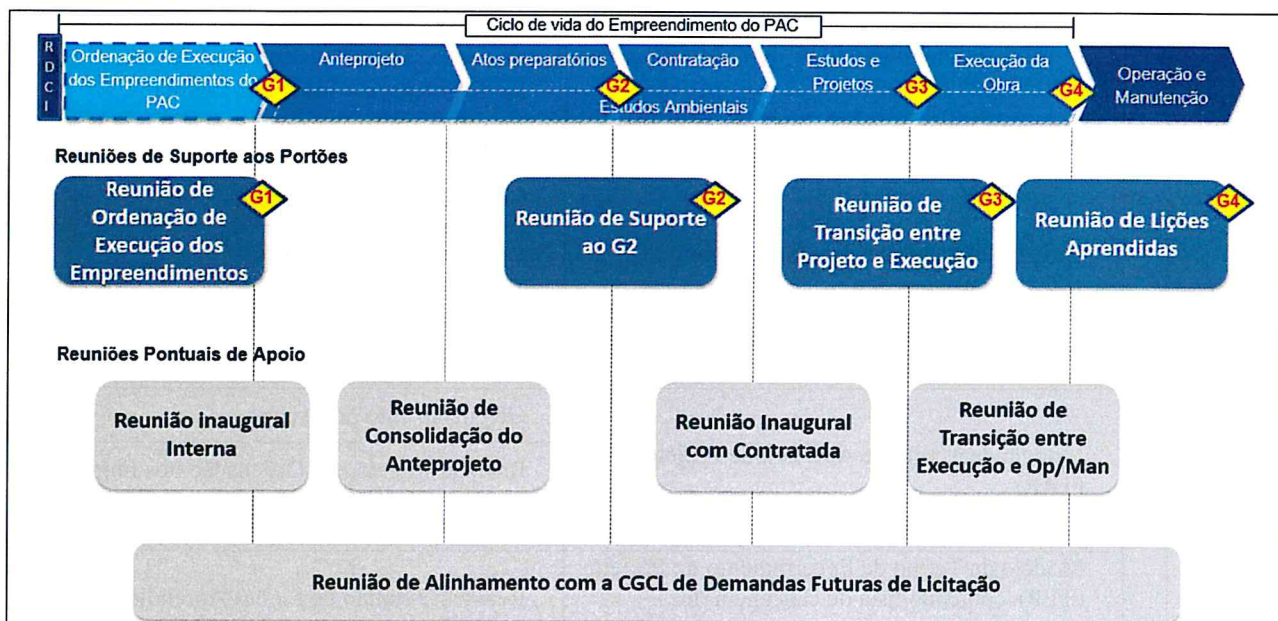 Ciclo de vida do Empreendimento do PAC
R
D
C
I
Ordenação de Execução
dos Empreendimentos do
PAC
G1
Anteprojeto
Atos preparatórios
G2
Contratação
Estudos e
Projetos
G3
Execução da
Obra
G4
Operação e
Manutenção
Estudos Ambientais
Reuniões de Suporte aos Portões
Reunião de
Ordenação de
Execução dos
Empreendimentos
G1
Reunião de Suporte
ao G2
G2
Reunião de
Transição entre
Projeto e Execução
G3
Reunião de Lições
Aprendidas
G4
Reuniões Pontuais de Apoio
Reunião inaugural
Interna
Reunião de
Consolidação do
Anteprojeto
Reunião Inaugural
com Contratada
Reunião de
Transição entre
Execução e Op/Man
Reunião de Alinhamento com a CGCL de Demandas Futuras de Licitação